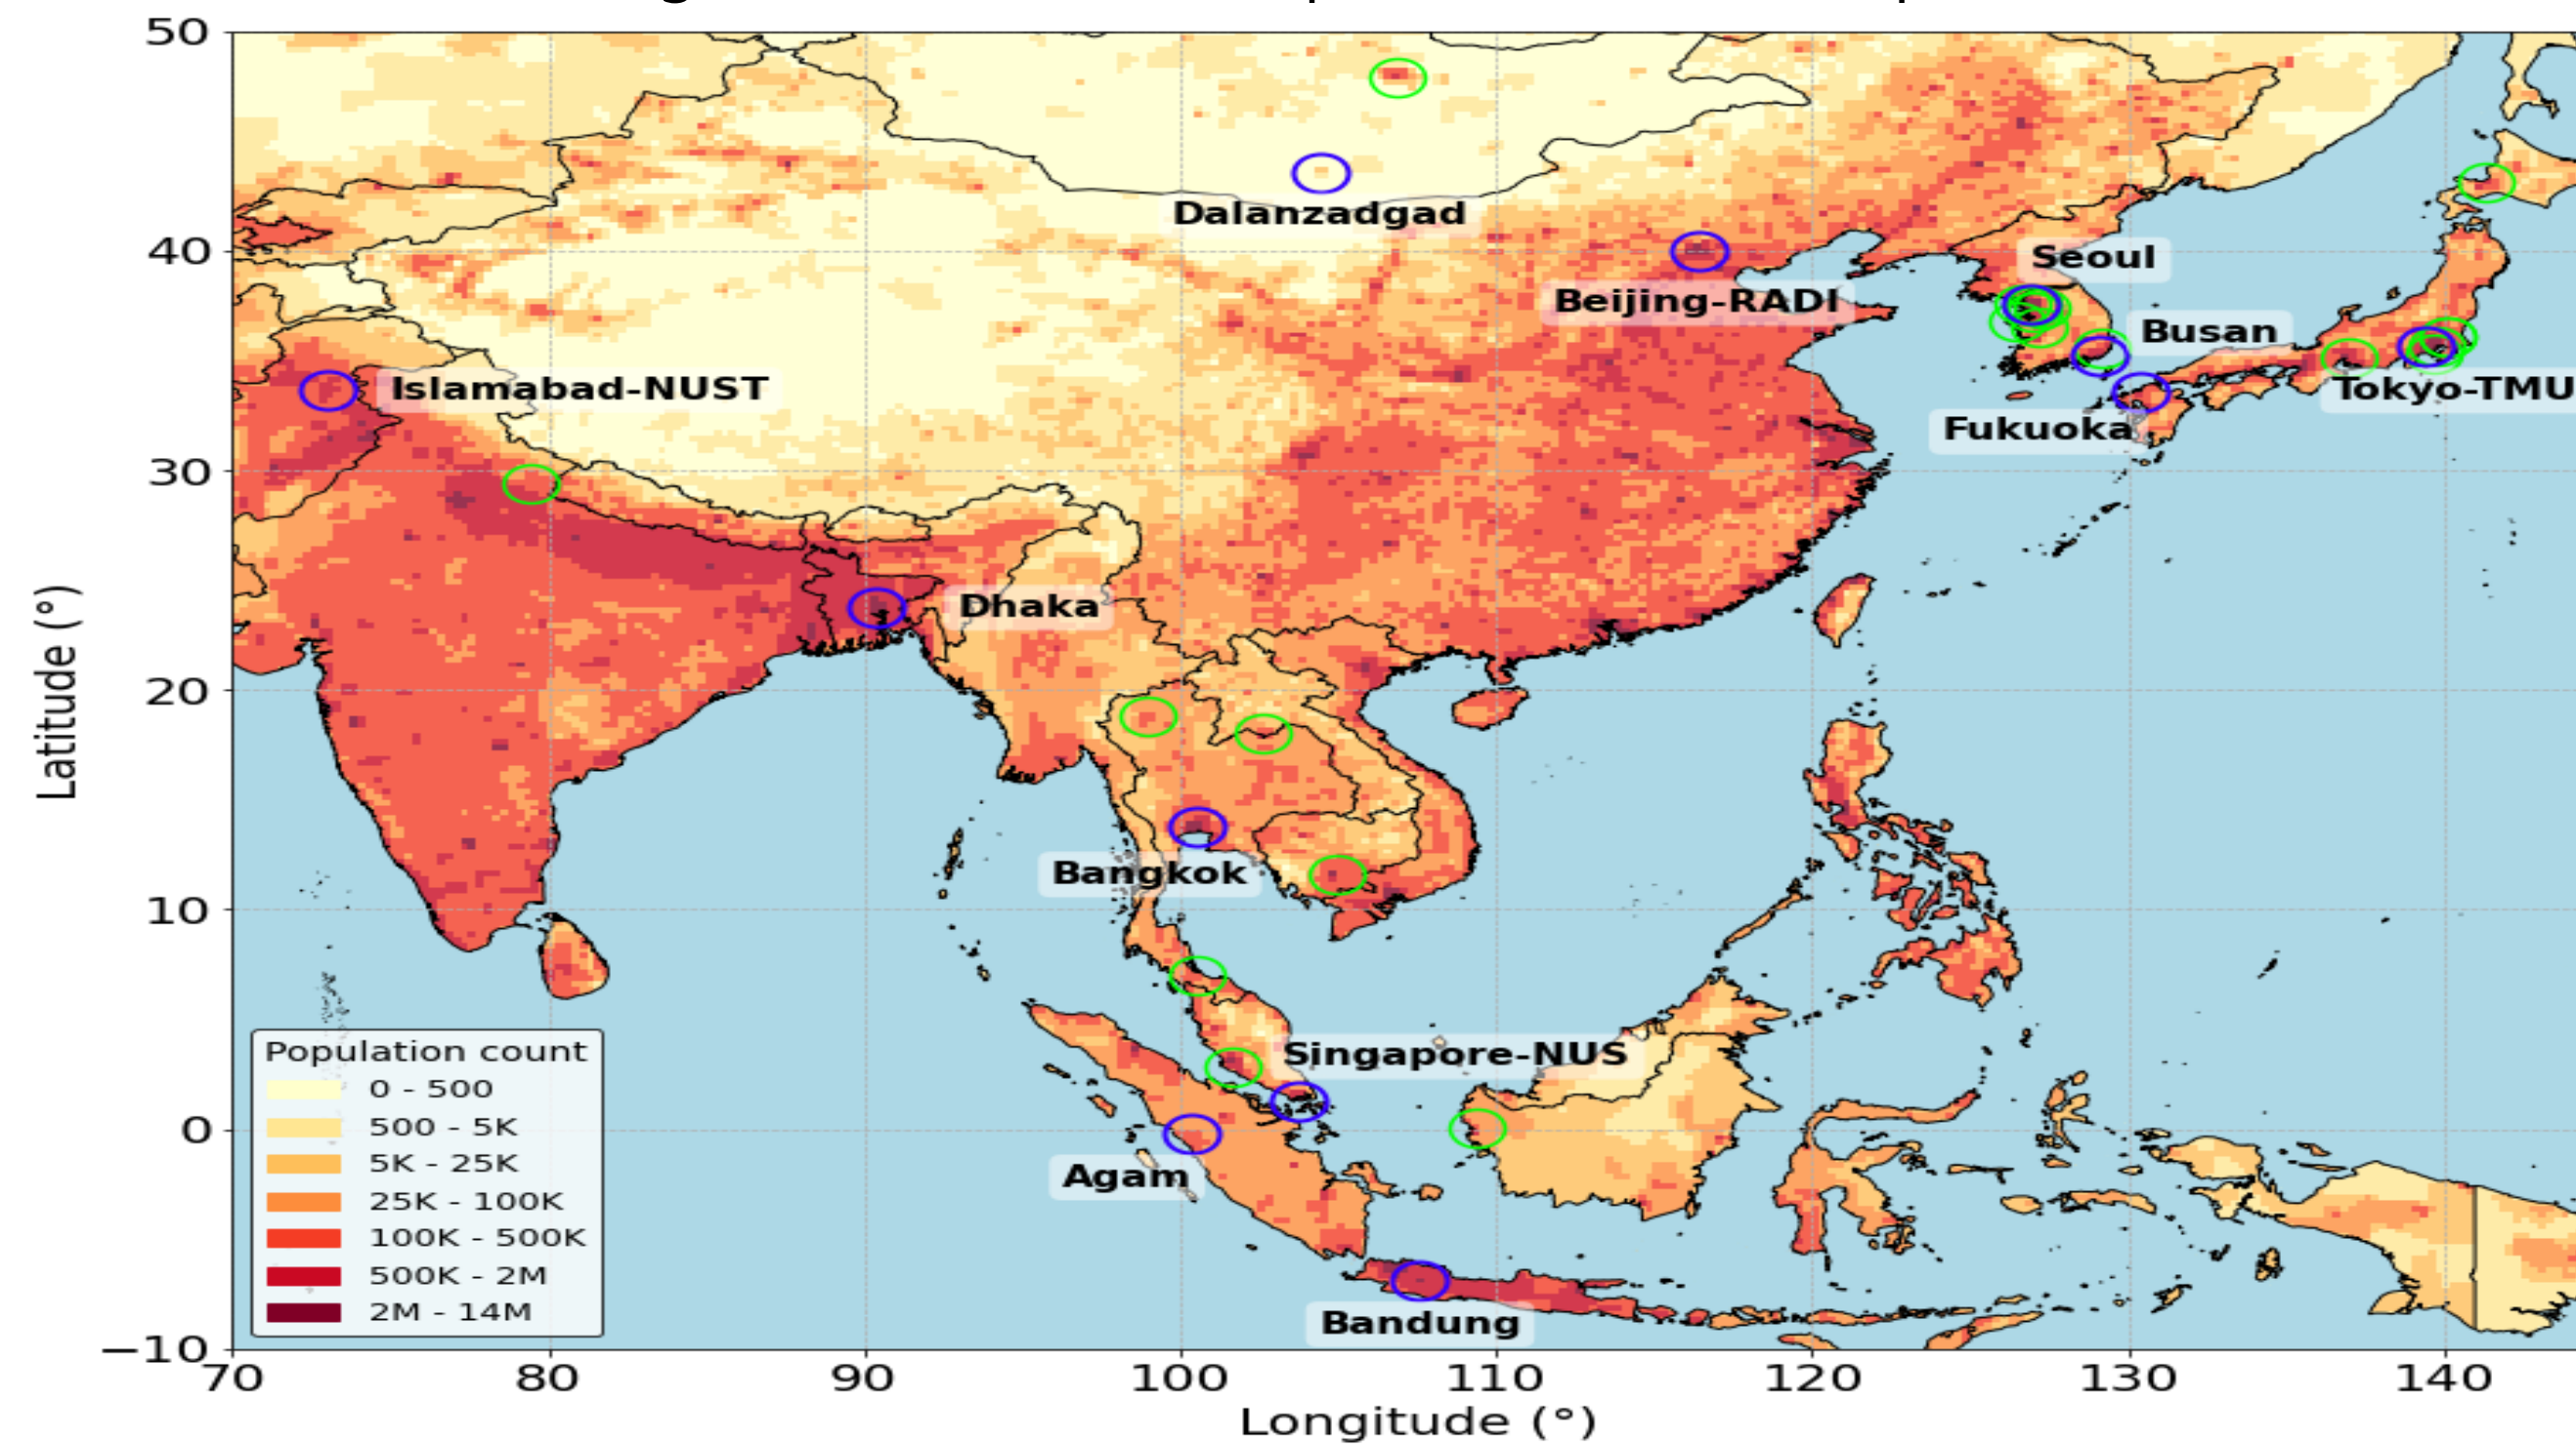 50
40
30
20
10
0
−10
70
80
90
100
110
120
130
140
Latitude (°)
Longitude (°)
Dalanzadgad
Seoul
Beijing-RADI
Busan
Islamabad-NUST
Tokyo-TMU
Fukuoka
Dhaka
Bangkok
Singapore-NUS
Agam
Bandung
Population count
0 - 500
500 - 5K
5K - 25K
25K - 100K
100K - 500K
500K - 2M
2M - 14M